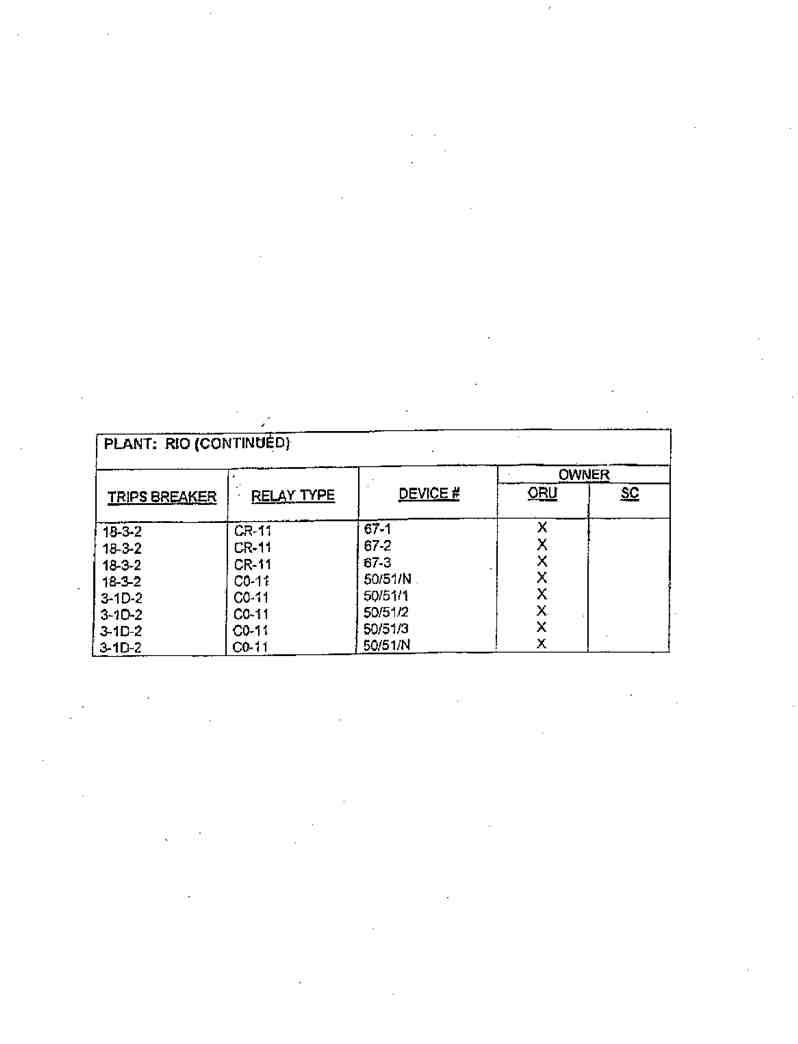 PLANT: RIO (CONTINUED)
OWNER
TRIPS BREAKER RELAY TYPE DEVICE # ORU SC
18-3-2 CR-11 67-1 X
18-3-2 CR-11 67-2 X
18-3-2 CR-11 67-3 X
18-3-2 C0-11 50/51/N X
3-1D-2 C0-11 50/51/1 X
3-1D-2 C0-11 50/51/2 X
3-1D-2 C0-11 50/51/3 X
3-1D-2 C0-11 50/51/N X